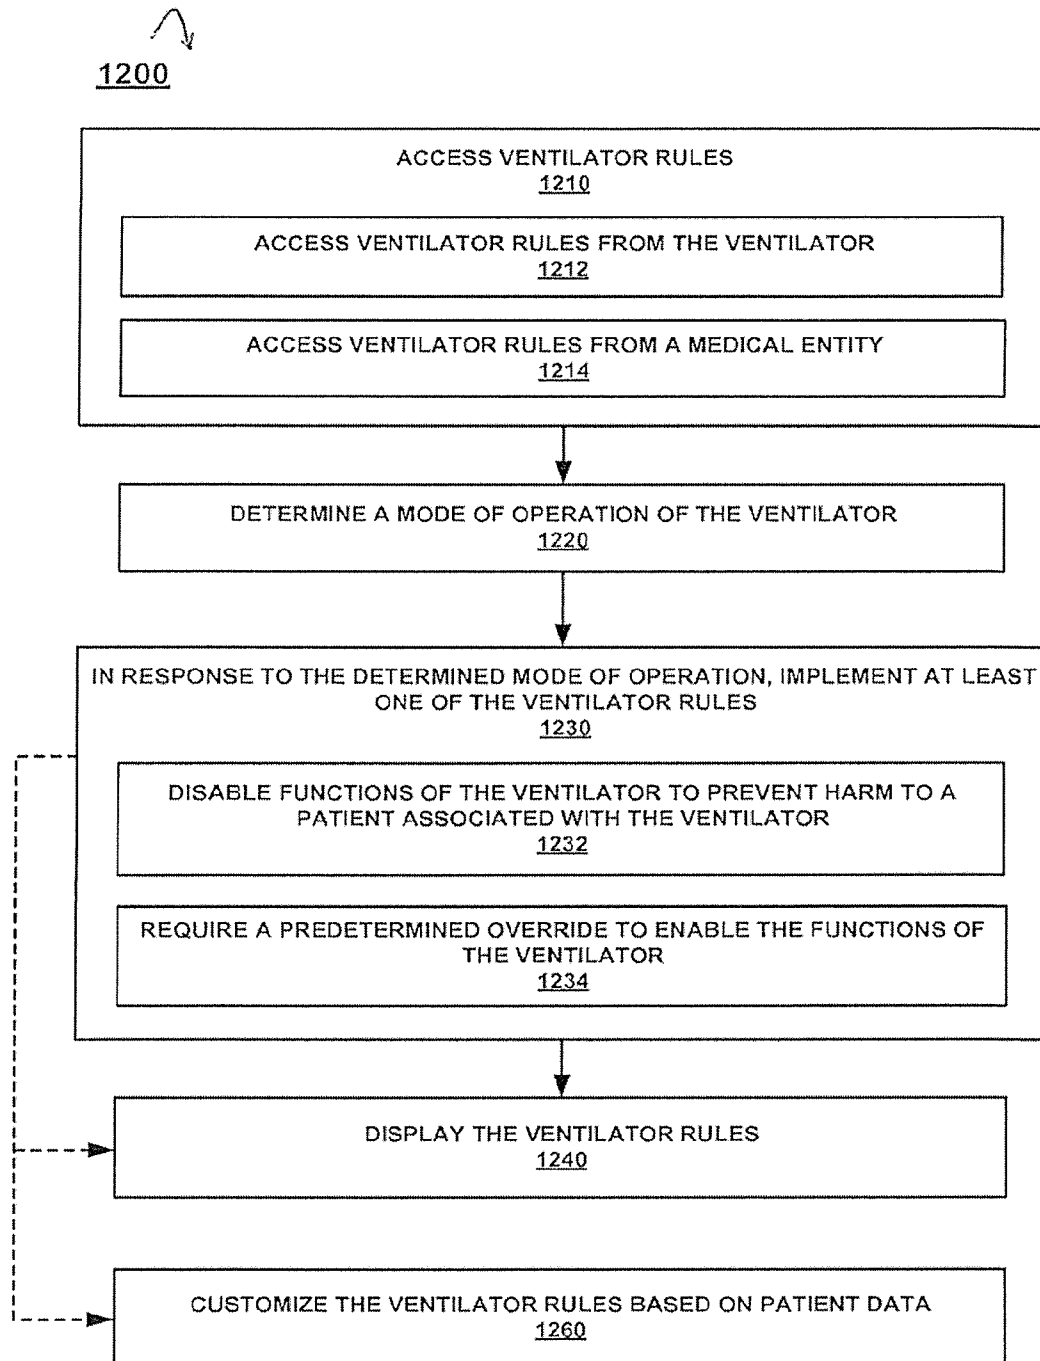 1200
ACCESS VENTILATOR RULES
1210
ACCESS VENTILATOR RULES FROM THE VENTILATOR
1212
ACCESS VENTILATOR RULES FROM A MEDICAL ENTITY
1214
DETERMINE A MODE OF OPERATION OF THE VENTILATOR
1220
IN RESPONSE TO THE DETERMINED MODE OF OPERATION, IMPLEMENT AT LEAST
ONE OF THE VENTILATOR RULES
1230
DISABLE FUNCTIONS OF THE VENTILATOR TO PREVENT HARM TO A
PATIENT ASSOCIATED WITH THE VENTILATOR
1232
REQUIRE A PREDETERMINED OVERRIDE TO ENABLE THE FUNCTIONS OF
THE VENTILATOR
1234
DISPLAY THE VENTILATOR RULES
1240
CUSTOMIZE THE VENTILATOR RULES BASED ON PATIENT DATA
1260